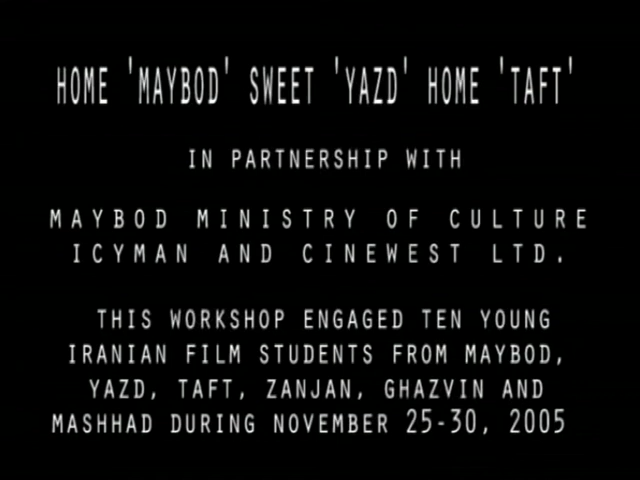 HOME 'MAYBOD' SWEET 'YAZD' HOME 'TAFT'
IN PARTNERSHIP WITH
MAYBOD MINISTRY OF CULTURE
ICYMAN AND CINEWEST LTD.
THIS WORKSHOP ENGAGED TEN YOUNG
IRANIAN FILM STUDENTS FROM MAYBOD,
YAZD, TAFT, ZANJAN, GHAZVIN AND
MASHHAD DURING NOVEMBER 25-30, 2005